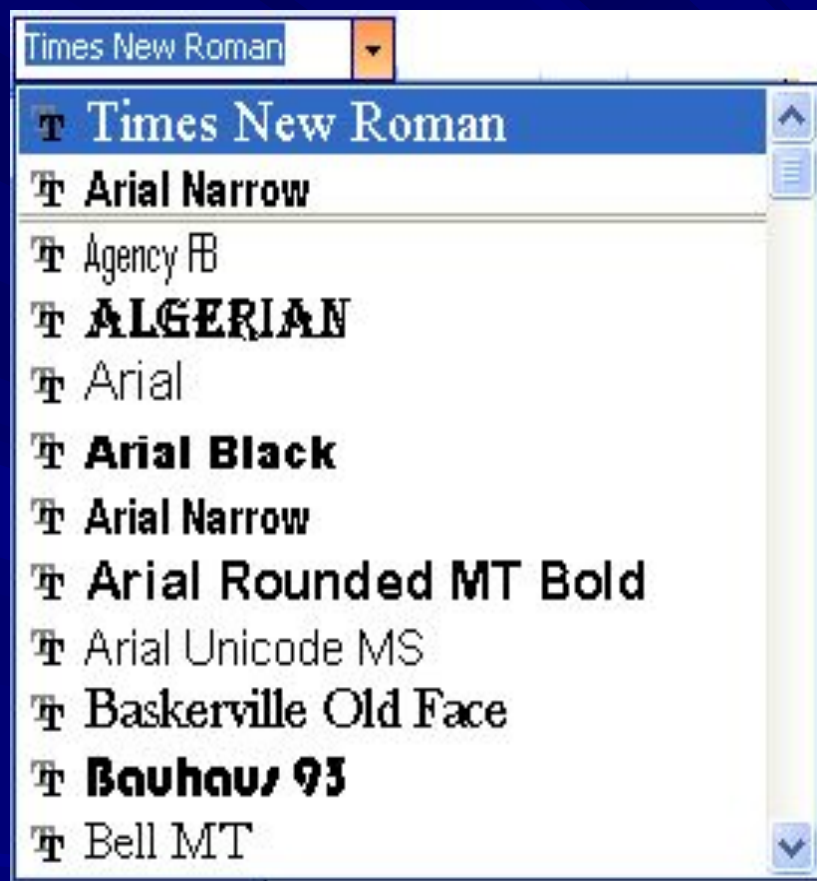 Times New Roman
Times New Roman
Arial Narrow
Agency FB
ALGERIAN
Arial
Arial Black
Arial Narrow
Arial Rounded MT Bold
Arial Unicode MS
Baskerville Old Face
Bauhaus 93
Bell MT